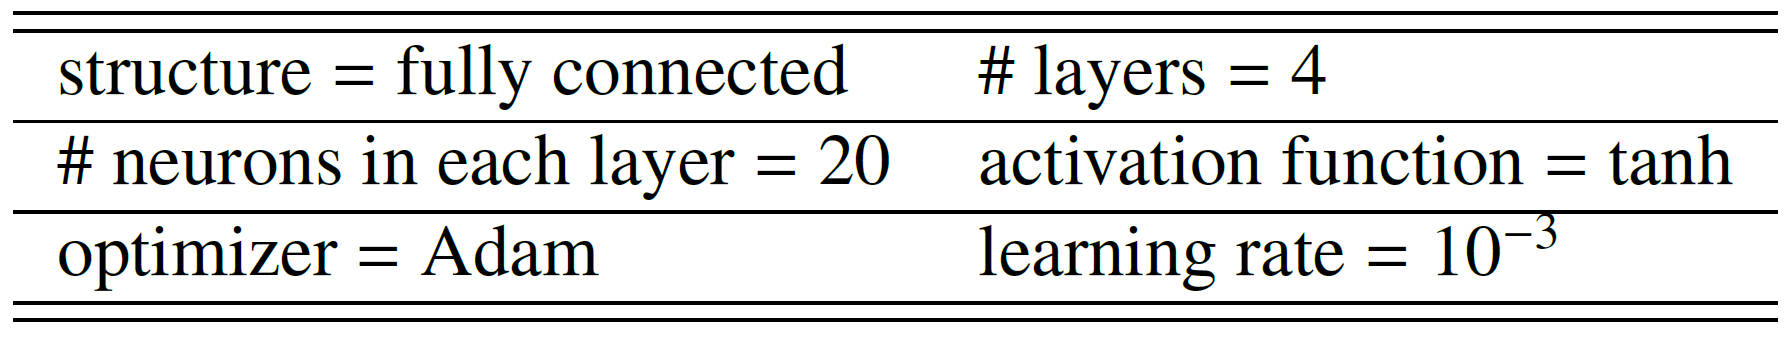 structure = fully connected # layers = 4
# neurons in each layer = 20 activation function = tanh
optimizer = Adam learning rate = 10⁻³